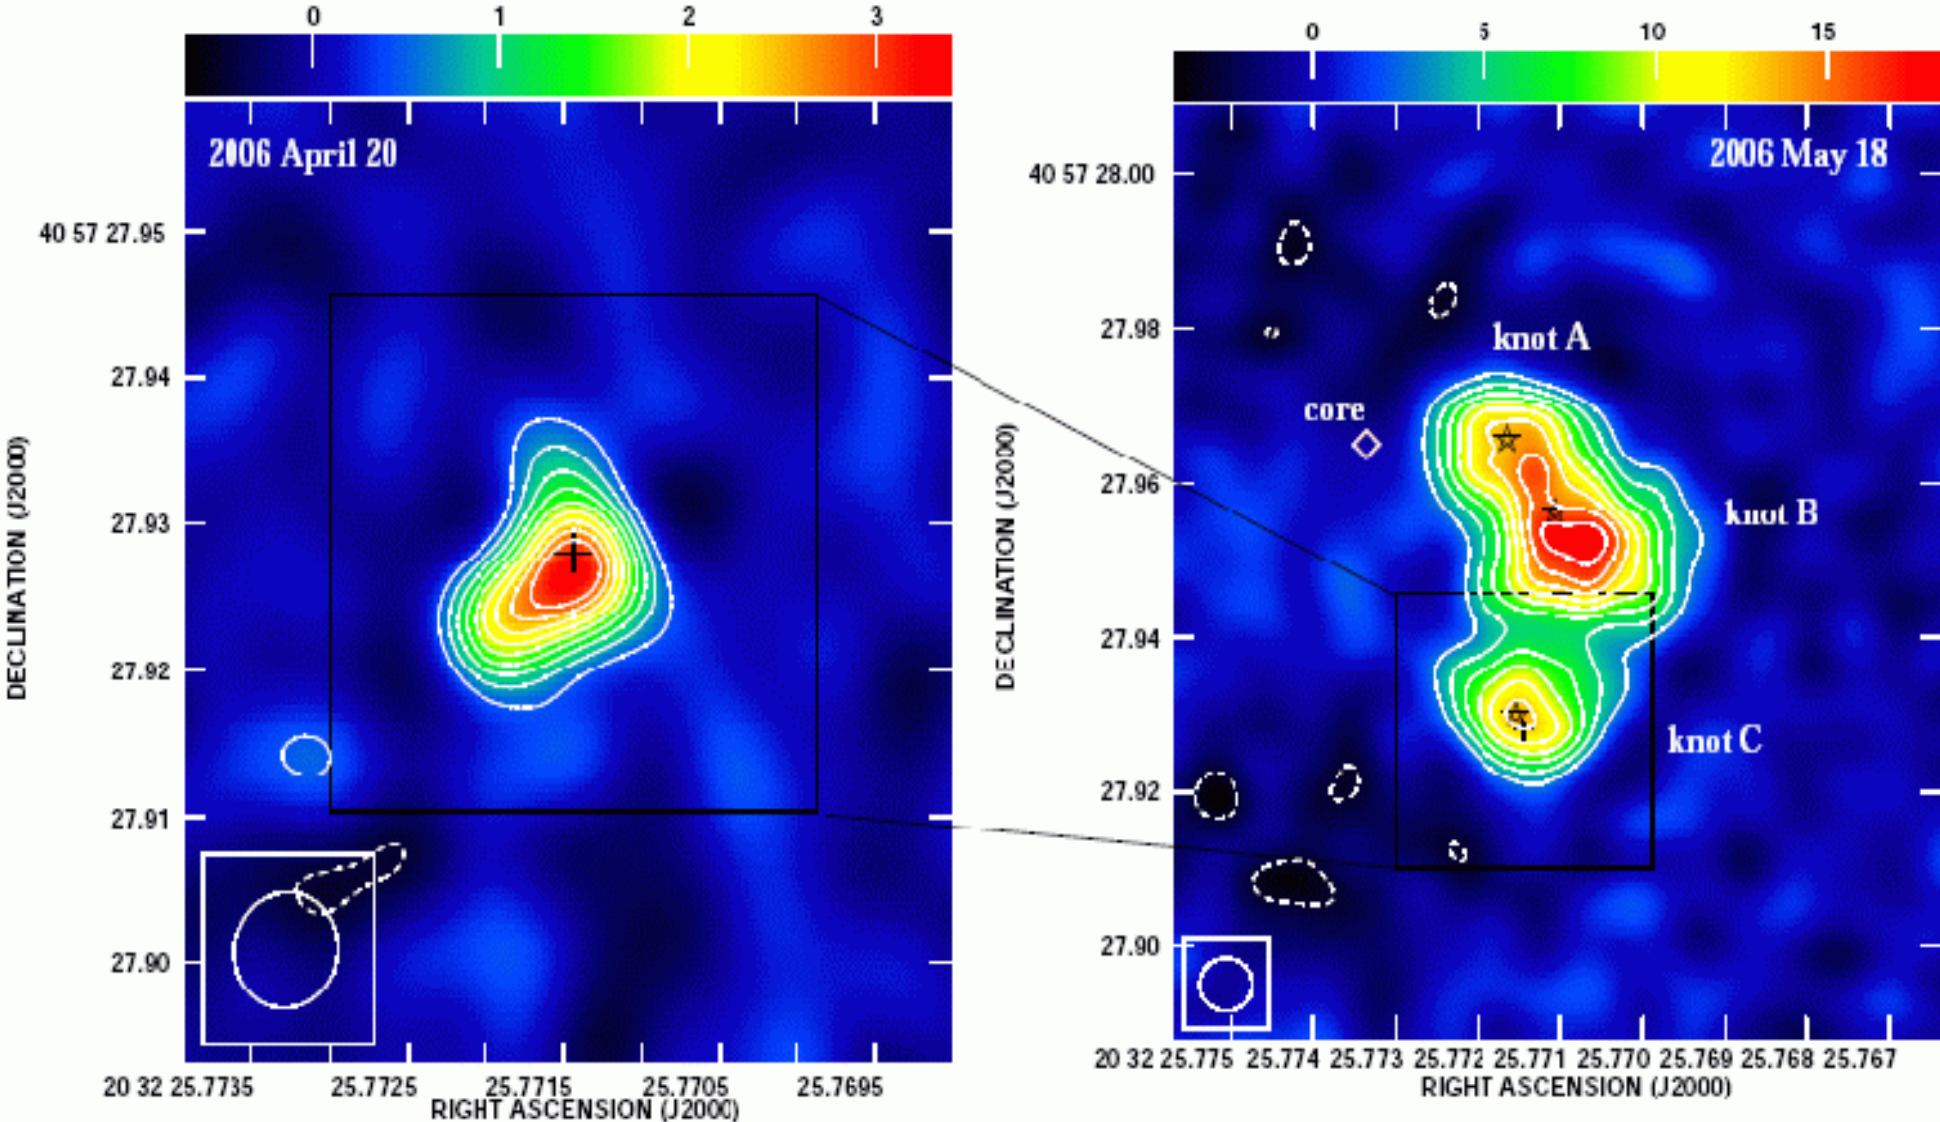 0 1 2 3
2006 April 20
40 57 27.95
27.94
27.93
27.92
27.91
27.90
DECLINATION (J2000)
20 32 25.7735 25.7725 25.7715 25.7705 25.7695
RIGHT ASCENSION (J2000)
0 5 10 15
2006 May 18
40 57 28.00
27.98
27.96
27.94
27.92
27.90
DECLINATION (J2000)
knot A
core
knot B
knot C
20 32 25.775 25.774 25.773 25.772 25.771 25.770 25.769 25.768 25.767
RIGHT ASCENSION (J2000)